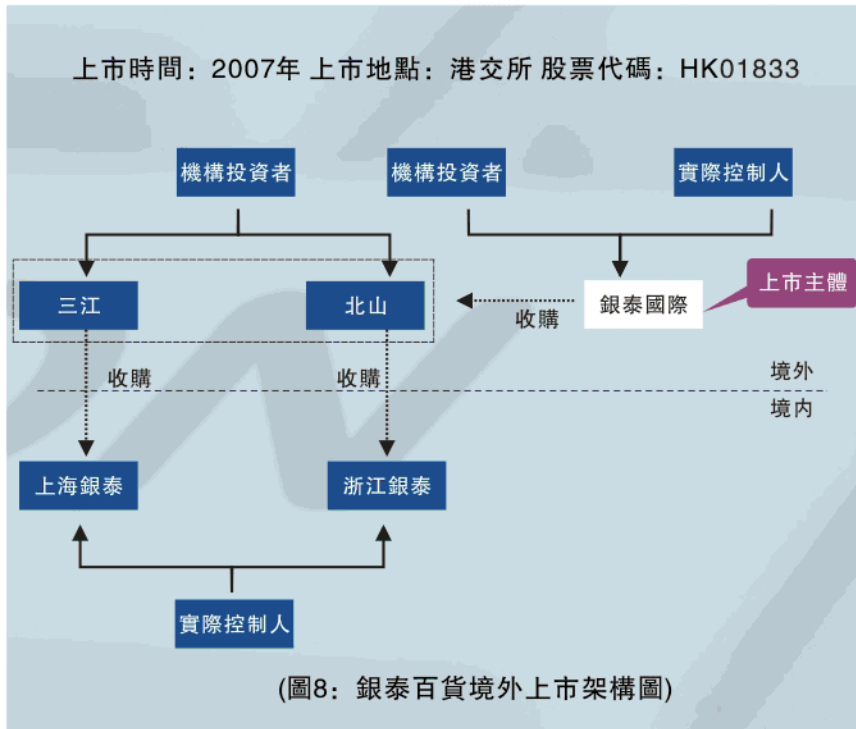 上市時間：2007年 上市地點：港交所 股票代碼：HK01833
機構投資者 機構投資者 實際控制人
三江 北山 銀泰國際 上市主體
收購
收購 收購 境外
境内
上海銀泰 浙江銀泰
實際控制人
(圖8：銀泰百貨境外上市架構圖)